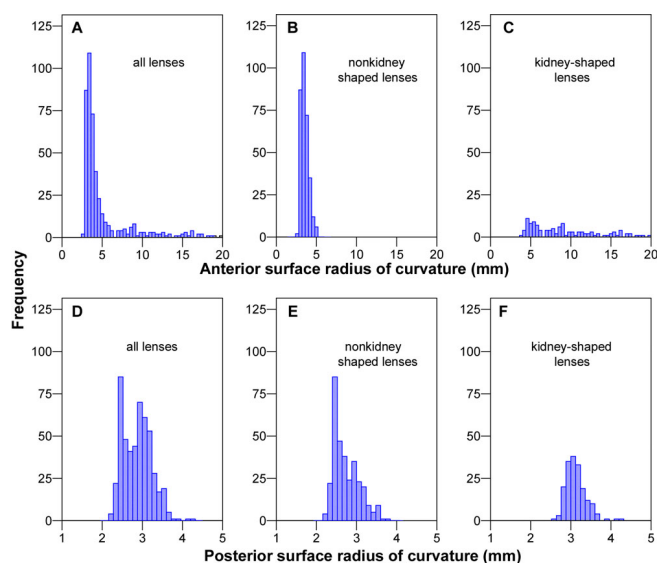 A
B
C
all lenses
nonkidney
shaped lenses
kidney-shaped
lenses
125
100
75
50
25
0
125
100
75
50
25
0
125
100
75
50
25
0
0 5 10 15 20
0 5 10 15 20
0 5 10 15 20
Anterior surface radius of curvature (mm)
Frequency
D
E
F
all lenses
nonkidney
shaped lenses
kidney-shaped
lenses
125
100
75
50
25
0
125
100
75
50
25
0
125
100
75
50
25
0
1 2 3 4 5
1 2 3 4 5
1 2 3 4 5
Posterior surface radius of curvature (mm)